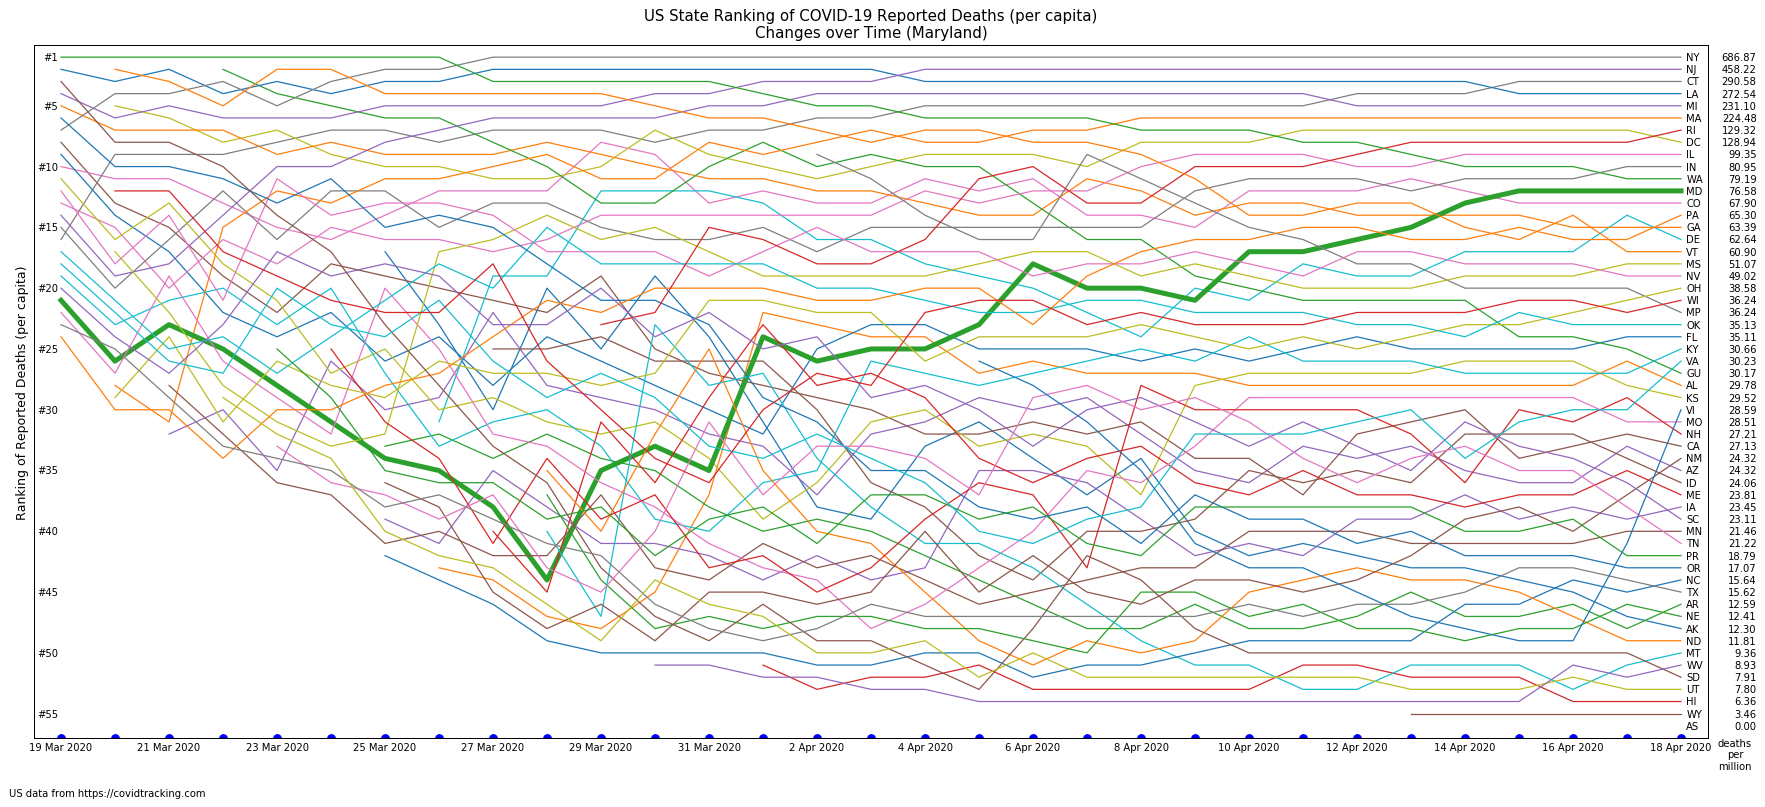 US State Ranking of COVID-19 Reported Deaths (per capita)
Changes over Time (Maryland)
Ranking of Reported Deaths (per capita)
#1
#5
#10
#15
#20
#25
#30
#35
#40
#45
#50
#55
NY 686.87
NJ 458.22
CT 290.58
LA 272.54
MI 231.10
MA 224.48
RI 129.32
DC 128.94
IL 99.35
IN 80.95
WA 79.19
MD 76.58
CO 67.90
PA 65.30
GA 63.39
DE 62.64
VT 60.90
MS 51.07
NV 49.02
OH 38.58
WI 36.24
MP 36.24
OK 35.13
FL 35.11
KY 30.66
VA 30.23
GU 30.17
AL 29.78
KS 29.52
VI 28.59
MO 28.51
NH 27.21
CA 27.13
NM 24.32
AZ 24.32
ID 24.06
ME 23.81
IA 23.45
SC 23.11
MN 21.46
TN 21.22
PR 18.79
OR 17.07
NC 15.64
TX 15.62
AR 12.59
NE 12.41
AK 12.30
ND 11.81
MT 9.36
WV 8.93
SD 7.91
UT 7.80
HI 6.36
WY 3.46
AS 0.00
19 Mar 2020 21 Mar 2020 23 Mar 2020 25 Mar 2020 27 Mar 2020 29 Mar 2020 31 Mar 2020 2 Apr 2020 4 Apr 2020 6 Apr 2020 8 Apr 2020 10 Apr 2020 12 Apr 2020 14 Apr 2020 16 Apr 2020 18 Apr 2020
deaths
per
million
US data from https://covidtracking.com